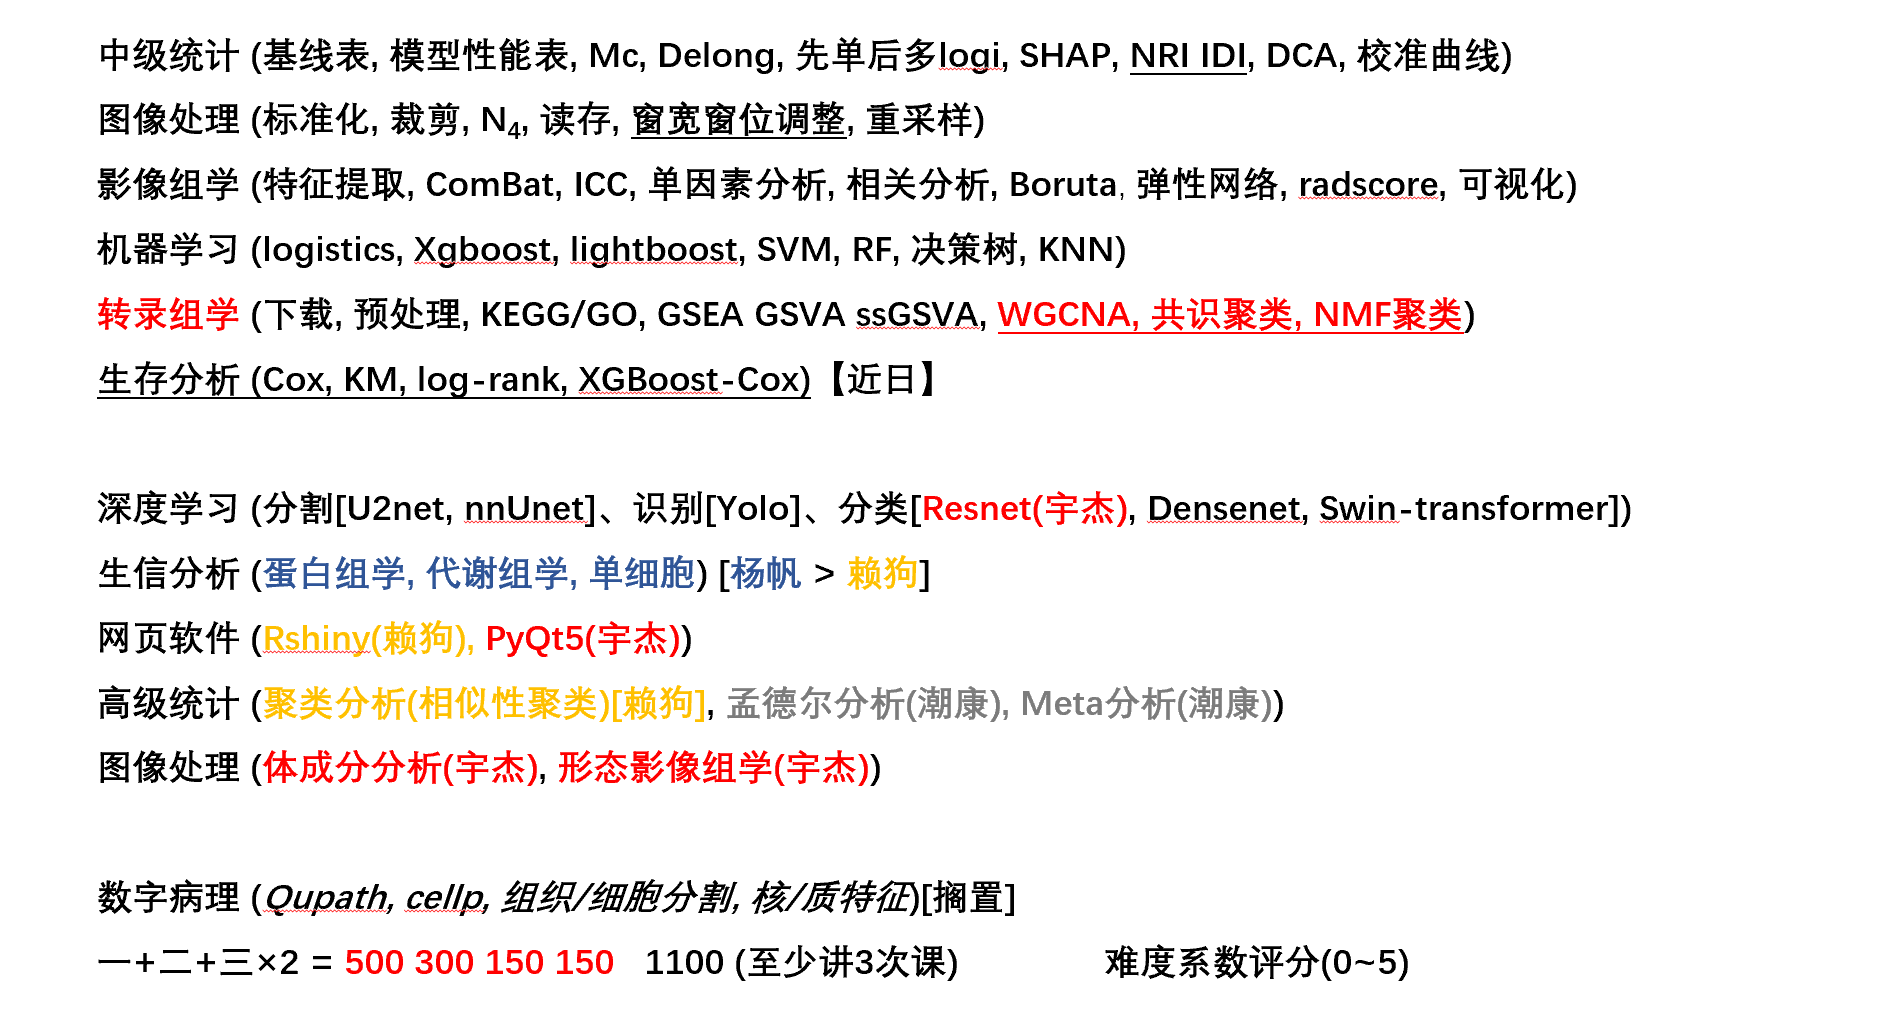 中级统计 (基线表, 模型性能表, Mc, Delong, 先单后多logi, SHAP, NRI IDI, DCA, 校准曲线)
图像处理 (标准化, 裁剪, N4, 读存, 窗宽窗位调整, 重采样)
影像组学 (特征提取, ComBat, ICC, 单因素分析, 相关分析, Boruta, 弹性网络, radscore, 可视化)
机器学习 (logistics, Xgboost, lightboost, SVM, RF, 决策树, KNN)
转录组学 (下载, 预处理, KEGG/GO, GSEA GSVA ssGSVA, WGCNA, 共识聚类, NMF聚类)
生存分析 (Cox, KM, log-rank, XGBoost-Cox)【近日】
深度学习 (分割[U2net, nnUnet]、识别[Yolo]、分类[Resnet(宇杰), Densenet, Swin-transformer])
生信分析 (蛋白组学, 代谢组学, 单细胞) [杨帆 > 赖狗]
网页软件 (Rshiny(赖狗), PyQt5(宇杰))
高级统计 (聚类分析(相似性聚类)[赖狗], 孟德尔分析(潮康), Meta分析(潮康))
图像处理 (体成分分析(宇杰), 形态影像组学(宇杰))
数字病理 (Qupath, cellp, 组织/细胞分割, 核/质特征)[搁置]
一+二+三×2 = 500 300 150 150 1100 (至少讲3次课) 难度系数评分(0~5)